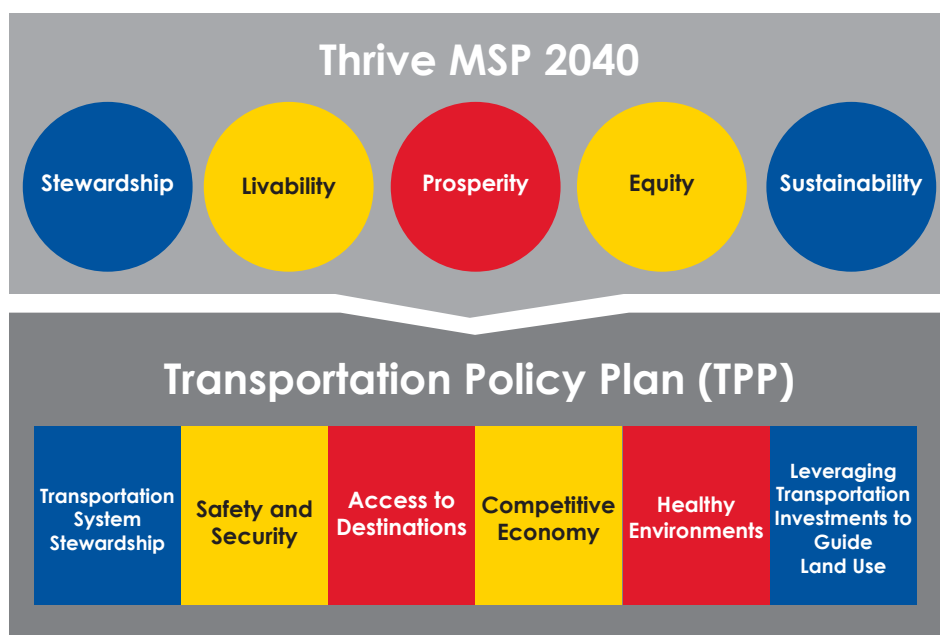 Thrive MSP 2040
Stewardship
Livability
Prosperity
Equity
Sustainability
Transportation Policy Plan (TPP)
Transportation
System
Stewardship
Safety and
Security
Access to
Destinations
Competitive
Economy
Healthy
Environments
Leveraging
Transportation
Investments to
Guide
Land Use